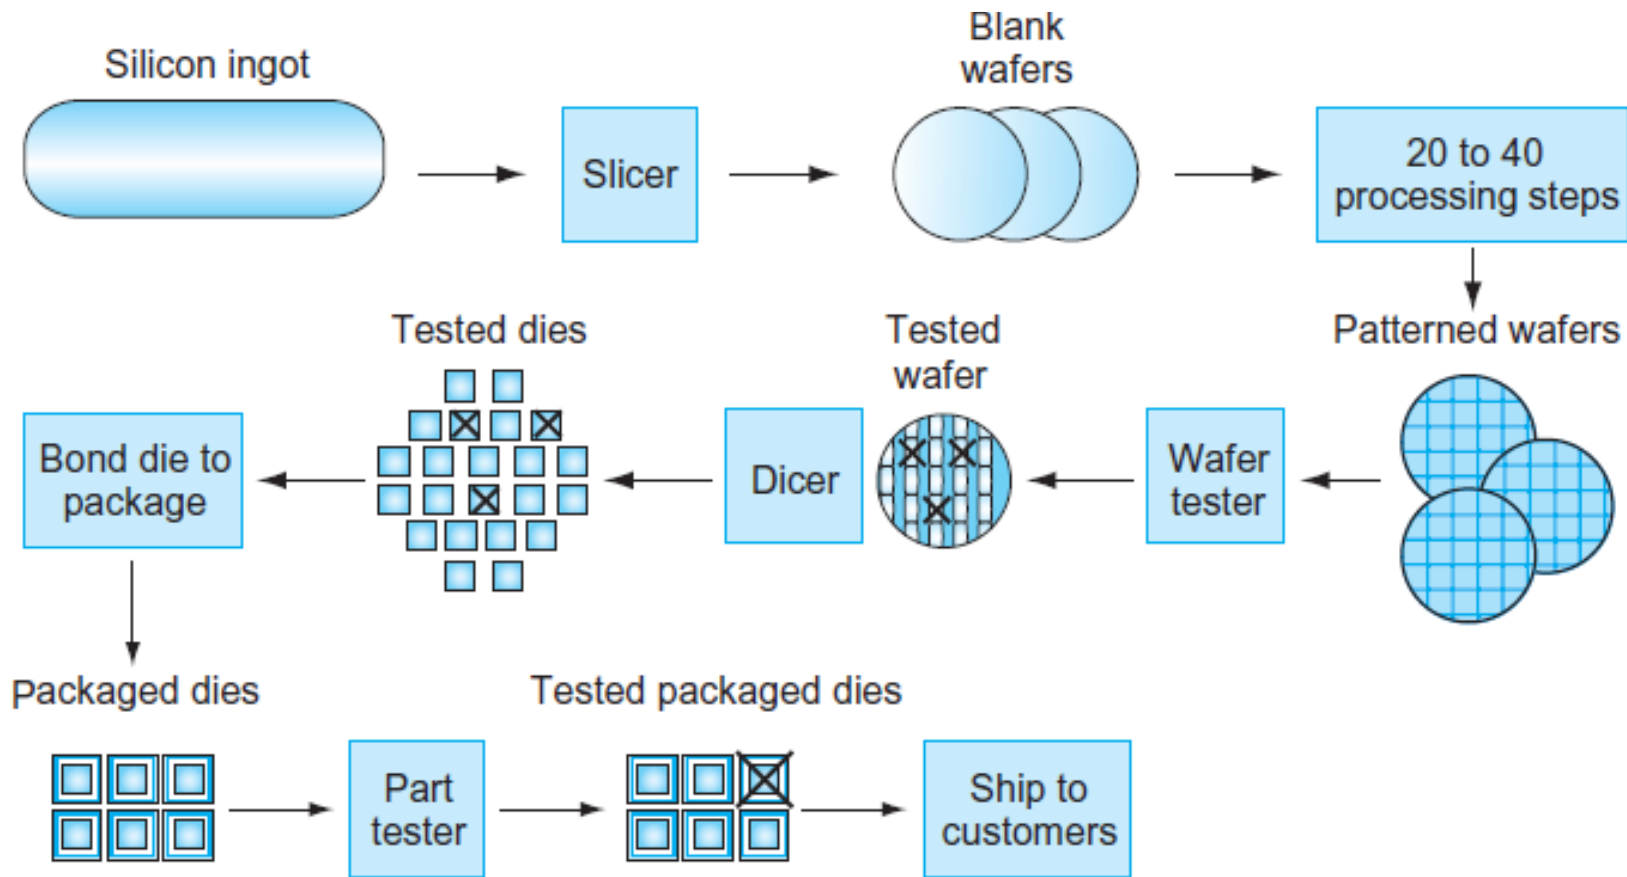 Silicon ingot
Slicer
Blank
wafers
20 to 40
processing steps
Patterned wafers
Wafer
tester
Tested
wafer
Dicer
Tested dies
Bond die to
package
Packaged dies
Part
tester
Tested packaged dies
Ship to
customers